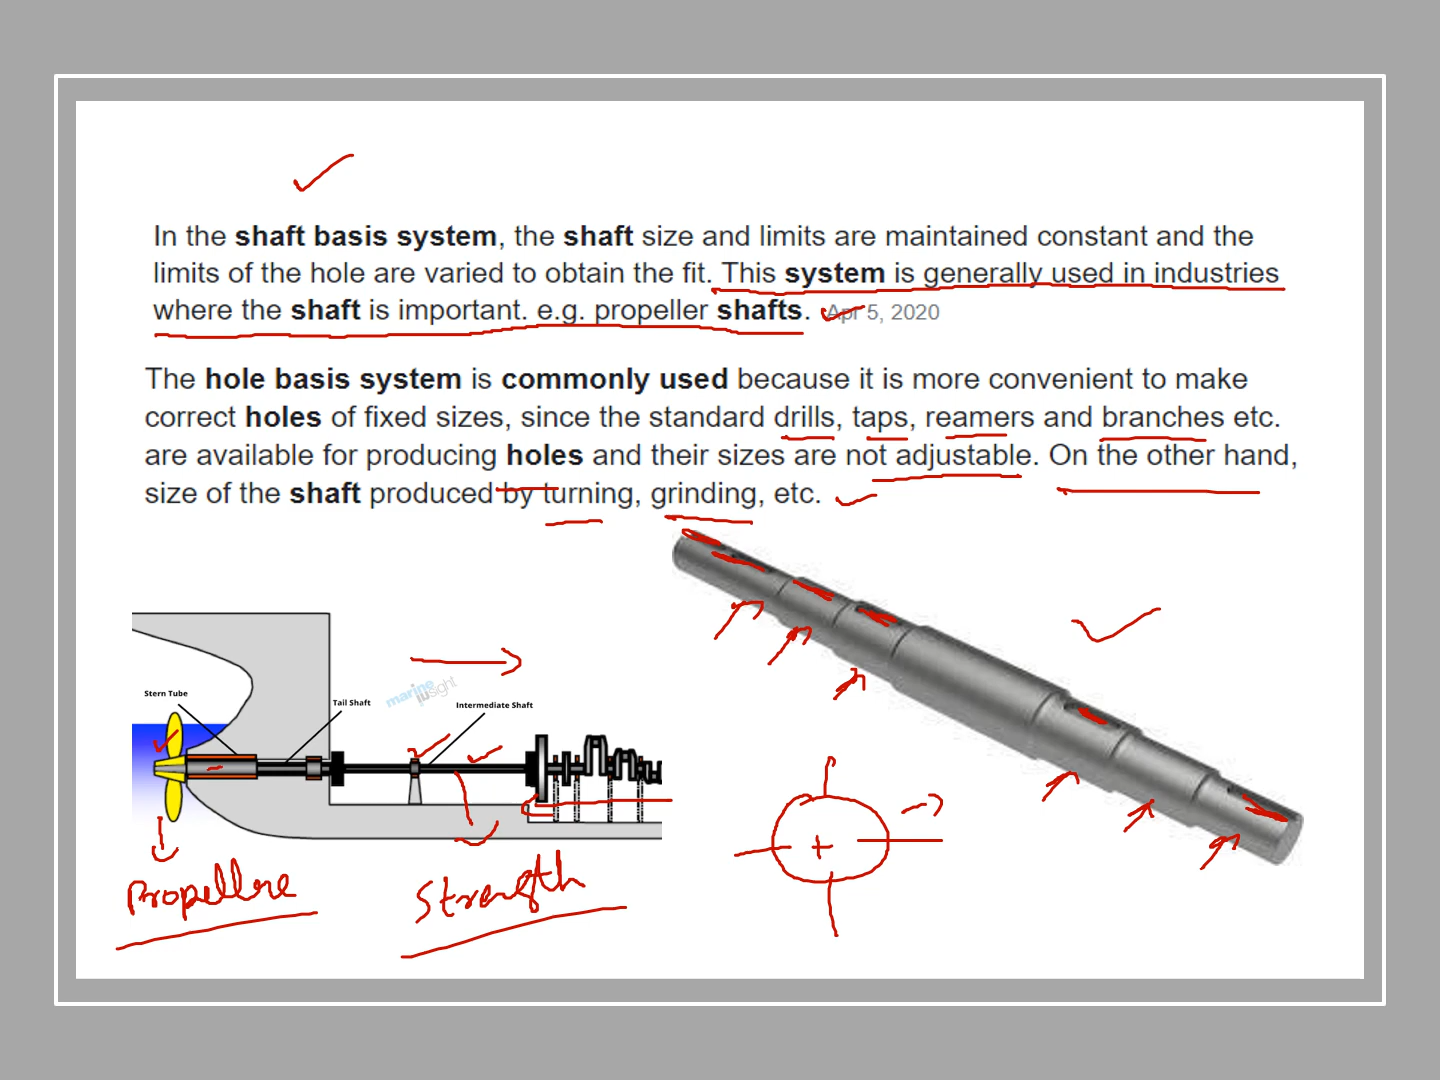 In the shaft basis system, the shaft size and limits are maintained constant and the
limits of the hole are varied to obtain the fit. This system is generally used in industries
where the shaft is important. e.g. propeller shafts. Apr 5, 2020
The hole basis system is commonly used because it is more convenient to make
correct holes of fixed sizes, since the standard drills, taps, reamers and branches etc.
are available for producing holes and their sizes are not adjustable. On the other hand,
size of the shaft produced by turning, grinding, etc.
marine insight
Stern Tube
Tail Shaft
Intermediate Shaft
Propellre
Strength